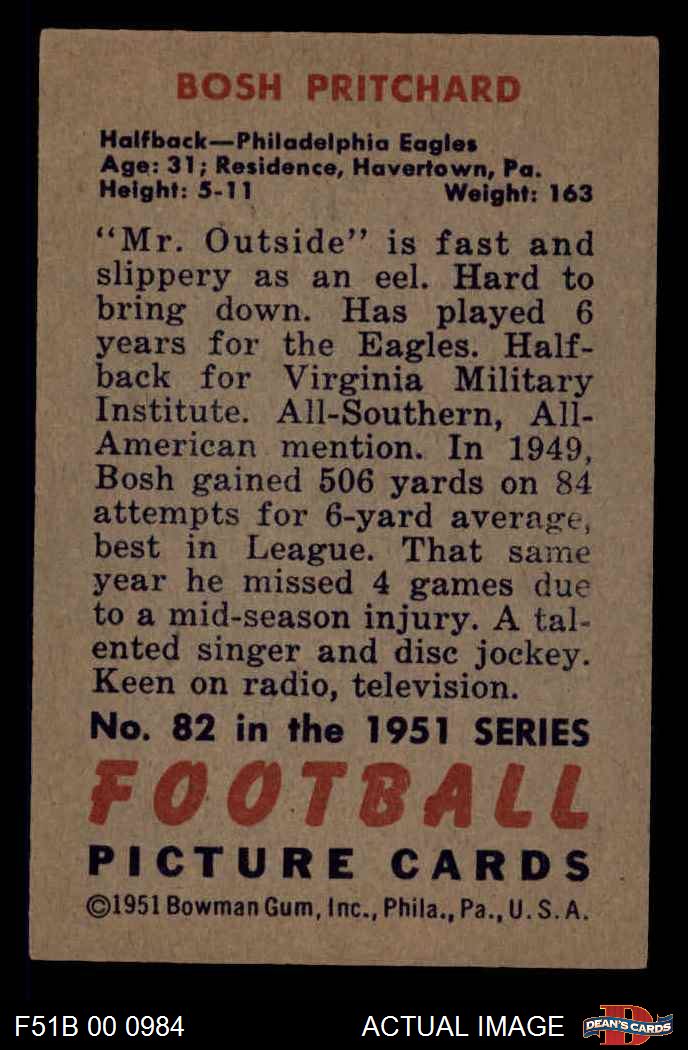 BOSH PRITCHARD
Halfback—Philadelphia Eagles
Age: 31; Residence, Havertown, Pa.
Height: 5-11 Weight: 163
"Mr. Outside" is fast and
slippery as an eel. Hard to
bring down. Has played 6
years for the Eagles. Half-
back for Virginia Military
Institute. All-Southern, All-
American mention. In 1949,
Bosh gained 506 yards on 84
attempts for 6-yard average,
best in League. That same
year he missed 4 games due
to a mid-season injury. A tal-
ented singer and disc jockey.
Keen on radio, television.
No. 82 in the 1951 SERIES
FOOTBALL
PICTURE CARDS
©1951 Bowman Gum, Inc., Phila., Pa., U.S.A.
F51B 00 0984 ACTUAL IMAGE D DEAN'S CARDS